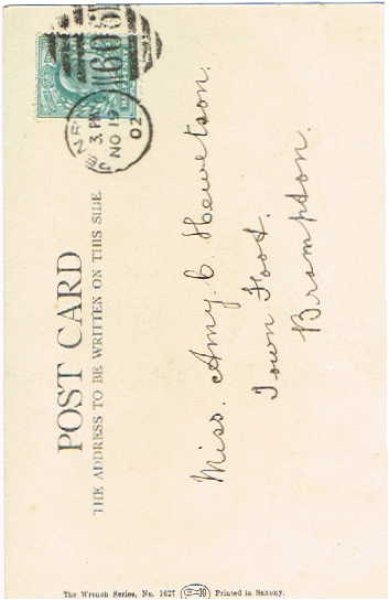 POST CARD
THE ADDRESS TO BE WRITTEN ON THIS SIDE.
605
3. PM
NO 19
02
Miss. Amy. C. Hewetson.
Town Foot.
Brampton.
The Wrench Series, No. 1627 Printed in Saxony.